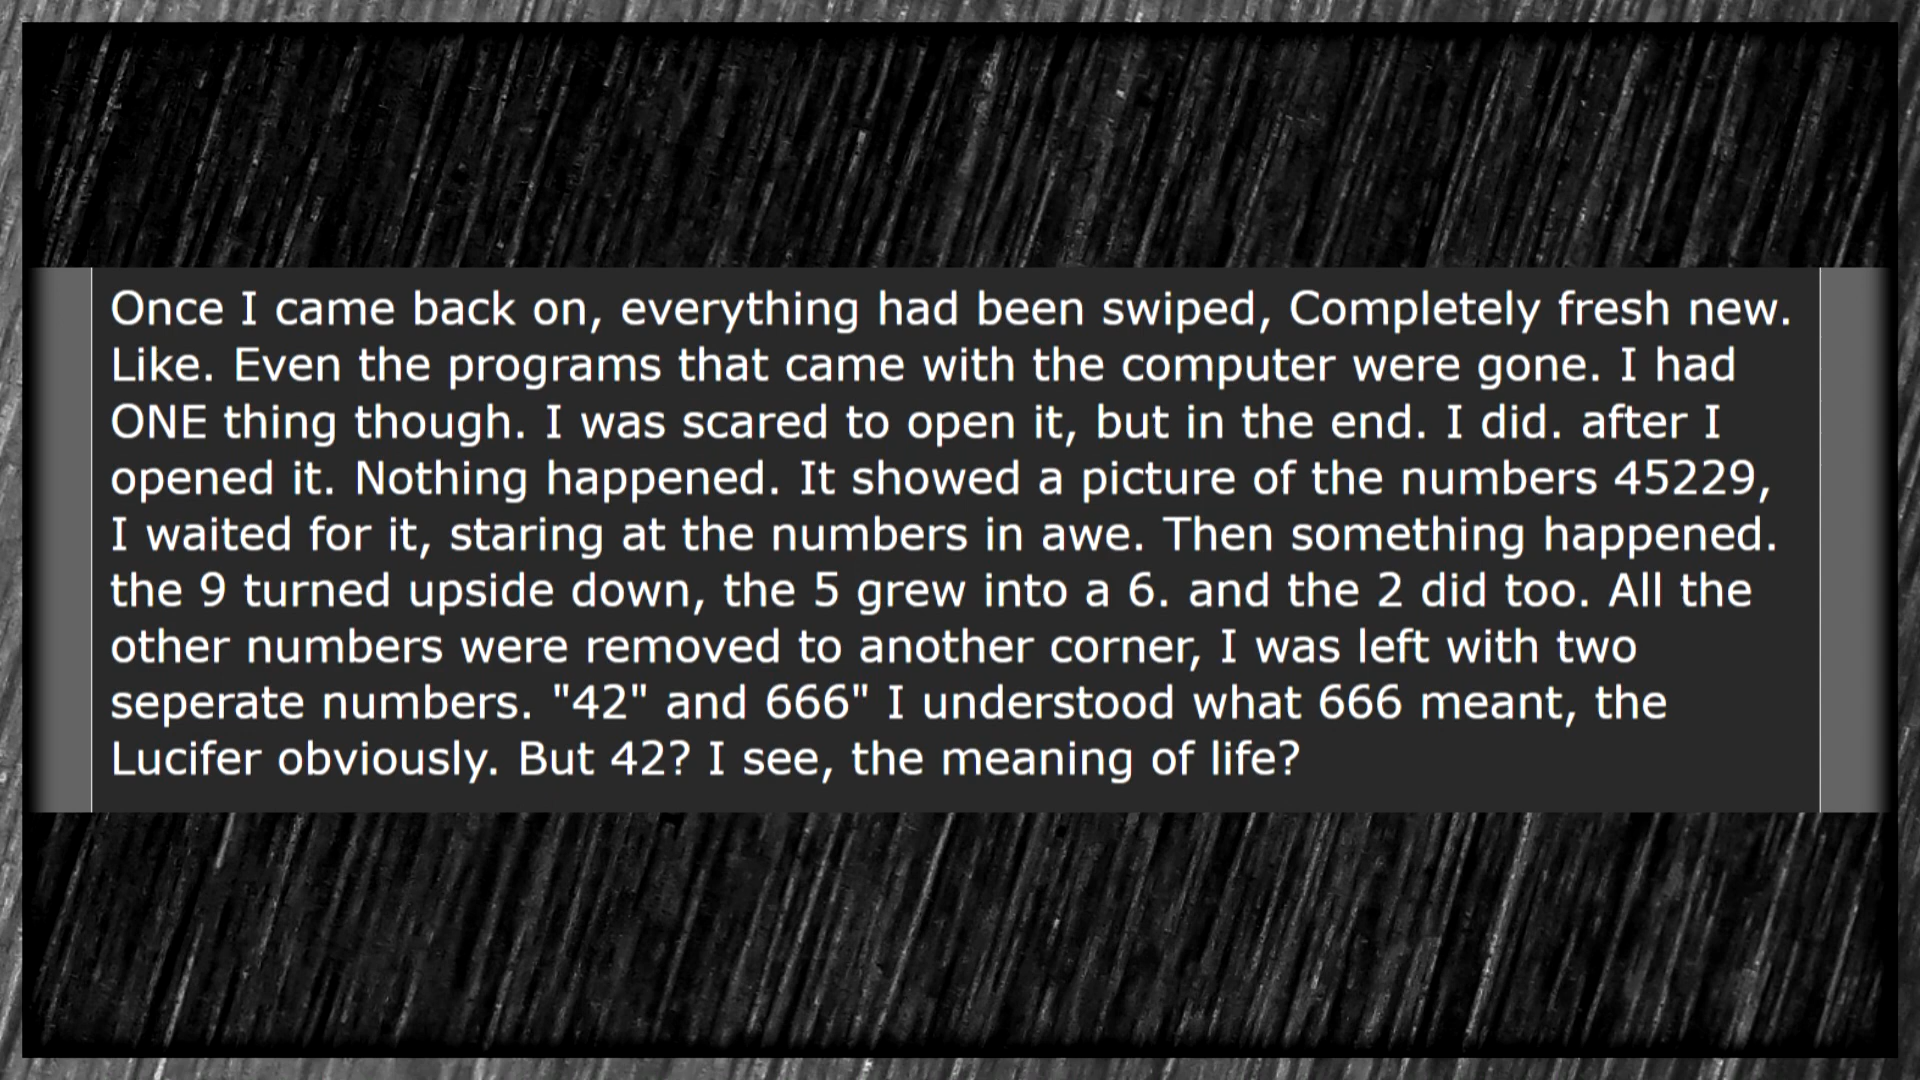 Once I came back on, everything had been swiped, Completely fresh new.
Like. Even the programs that came with the computer were gone. I had
ONE thing though. I was scared to open it, but in the end. I did. after I
opened it. Nothing happened. It showed a picture of the numbers 45229,
I waited for it, staring at the numbers in awe. Then something happened.
the 9 turned upside down, the 5 grew into a 6. and the 2 did too. All the
other numbers were removed to another corner, I was left with two
seperate numbers. "42" and 666" I understood what 666 meant, the
Lucifer obviously. But 42? I see, the meaning of life?